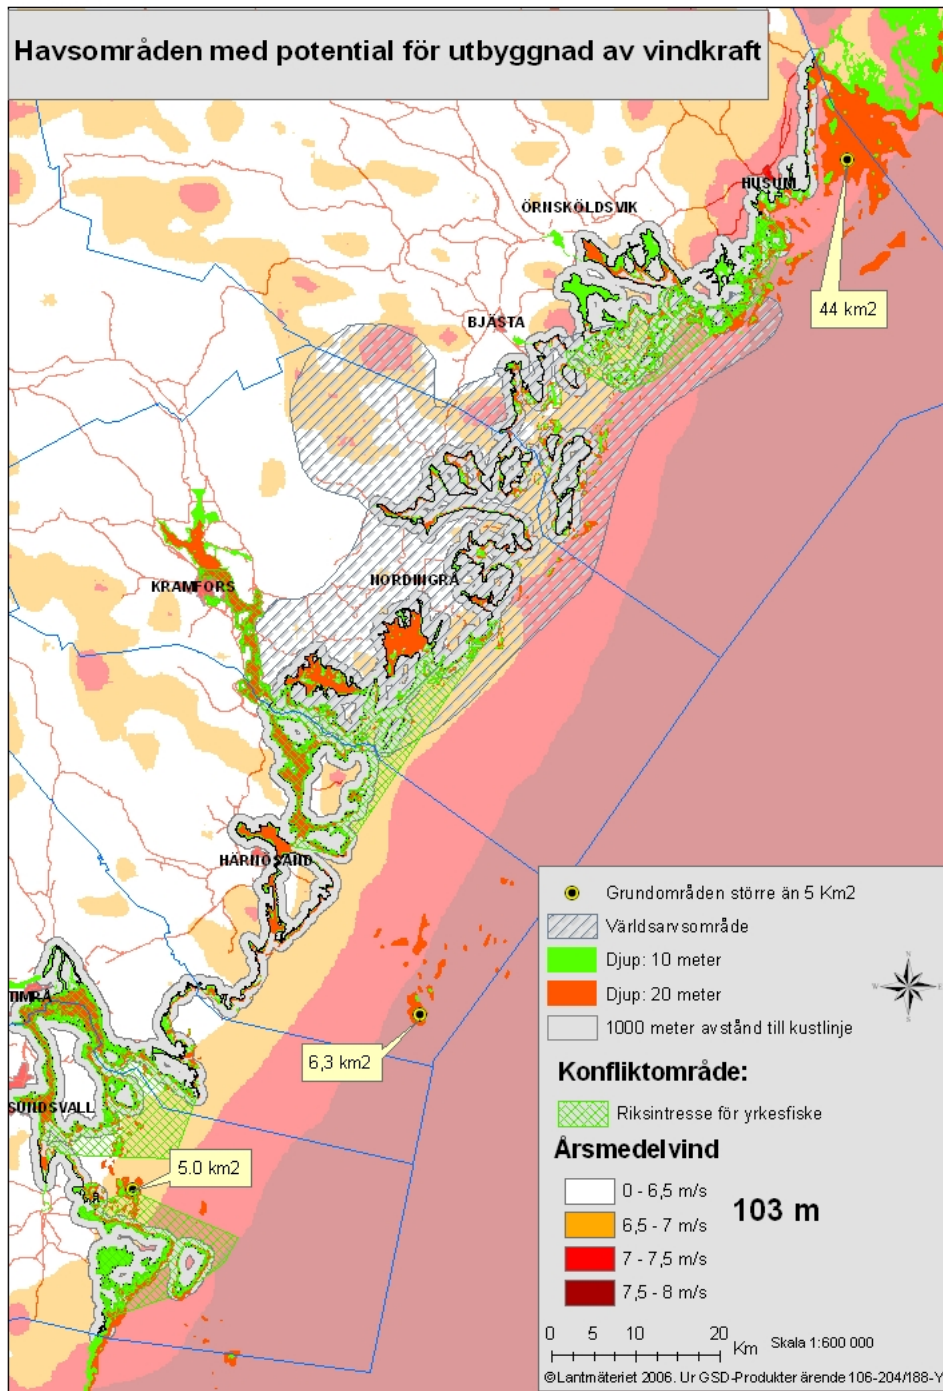 Havsområden med potential för utbyggnad av vindkraft
HUSUM
ÖRNSKÖLDSVIK
44 km2
BJÄSTA
NORDINGRÅ
KRAMFORS
HÄRNÖSAND
TIMRÅ
6,3 km2
SUNDSVALL
5.0 km2
Grundområden större än 5 Km2
Världsarvsområde
Djup: 10 meter
Djup: 20 meter
1000 meter avstånd till kustlinje
N
W
E
S
Konfliktområde:
Riksintresse för yrkesfiske
Årsmedelvind
0 - 6,5 m/s
6,5 - 7 m/s
7 - 7,5 m/s
7,5 - 8 m/s
103 m
0 5 10 20
Km
Skala 1:600 000
©Lantmäteriet 2006. Ur GSD-Produkter ärende 106-204/188-Y